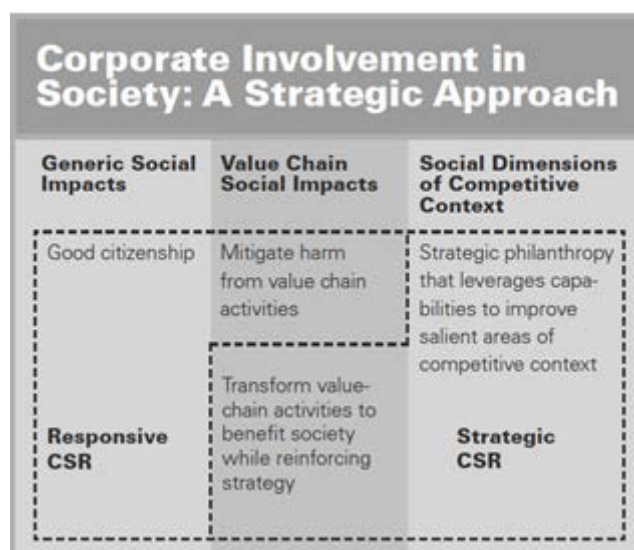 Corporate Involvement in
Society: A Strategic Approach
Generic Social
Impacts
Value Chain
Social Impacts
Social Dimensions
of Competitive
Context
Good citizenship
Mitigate harm
from value chain
activities
Strategic philanthropy
that leverages capa-
bilities to improve
salient areas of
competitive context
Transform value-
chain activities to
benefit society
while reinforcing
strategy
Responsive
CSR
Strategic
CSR